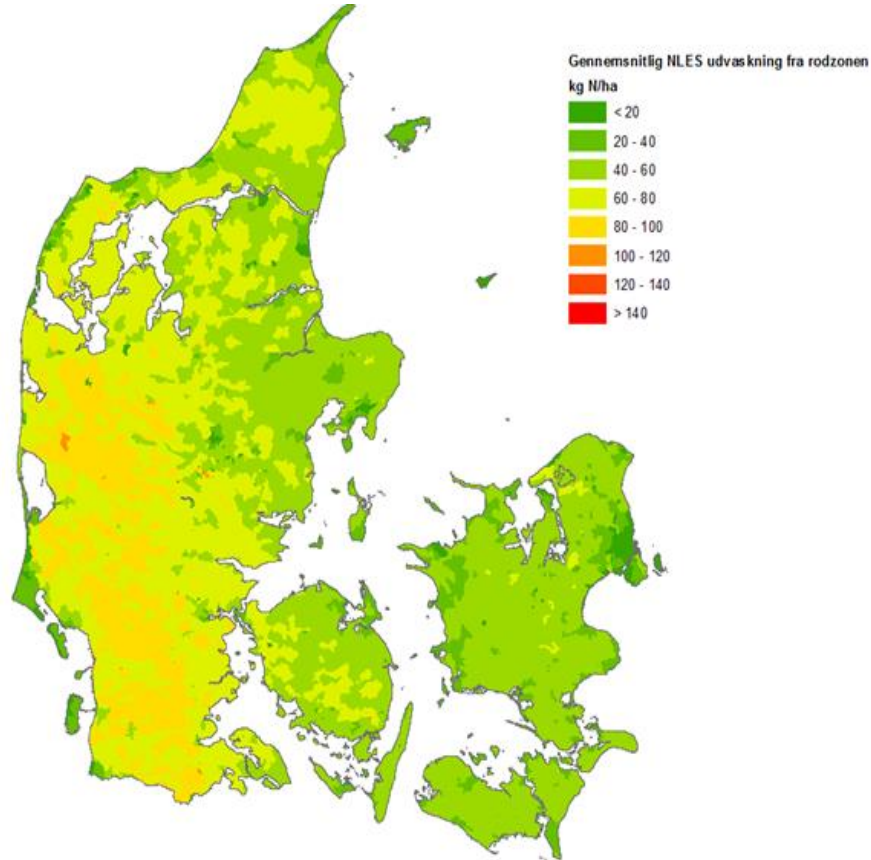 Gennemsnitlig NLES udvaskning fra rodzonen
kg N/ha
< 20
20 - 40
40 - 60
60 - 80
80 - 100
100 - 120
120 - 140
> 140